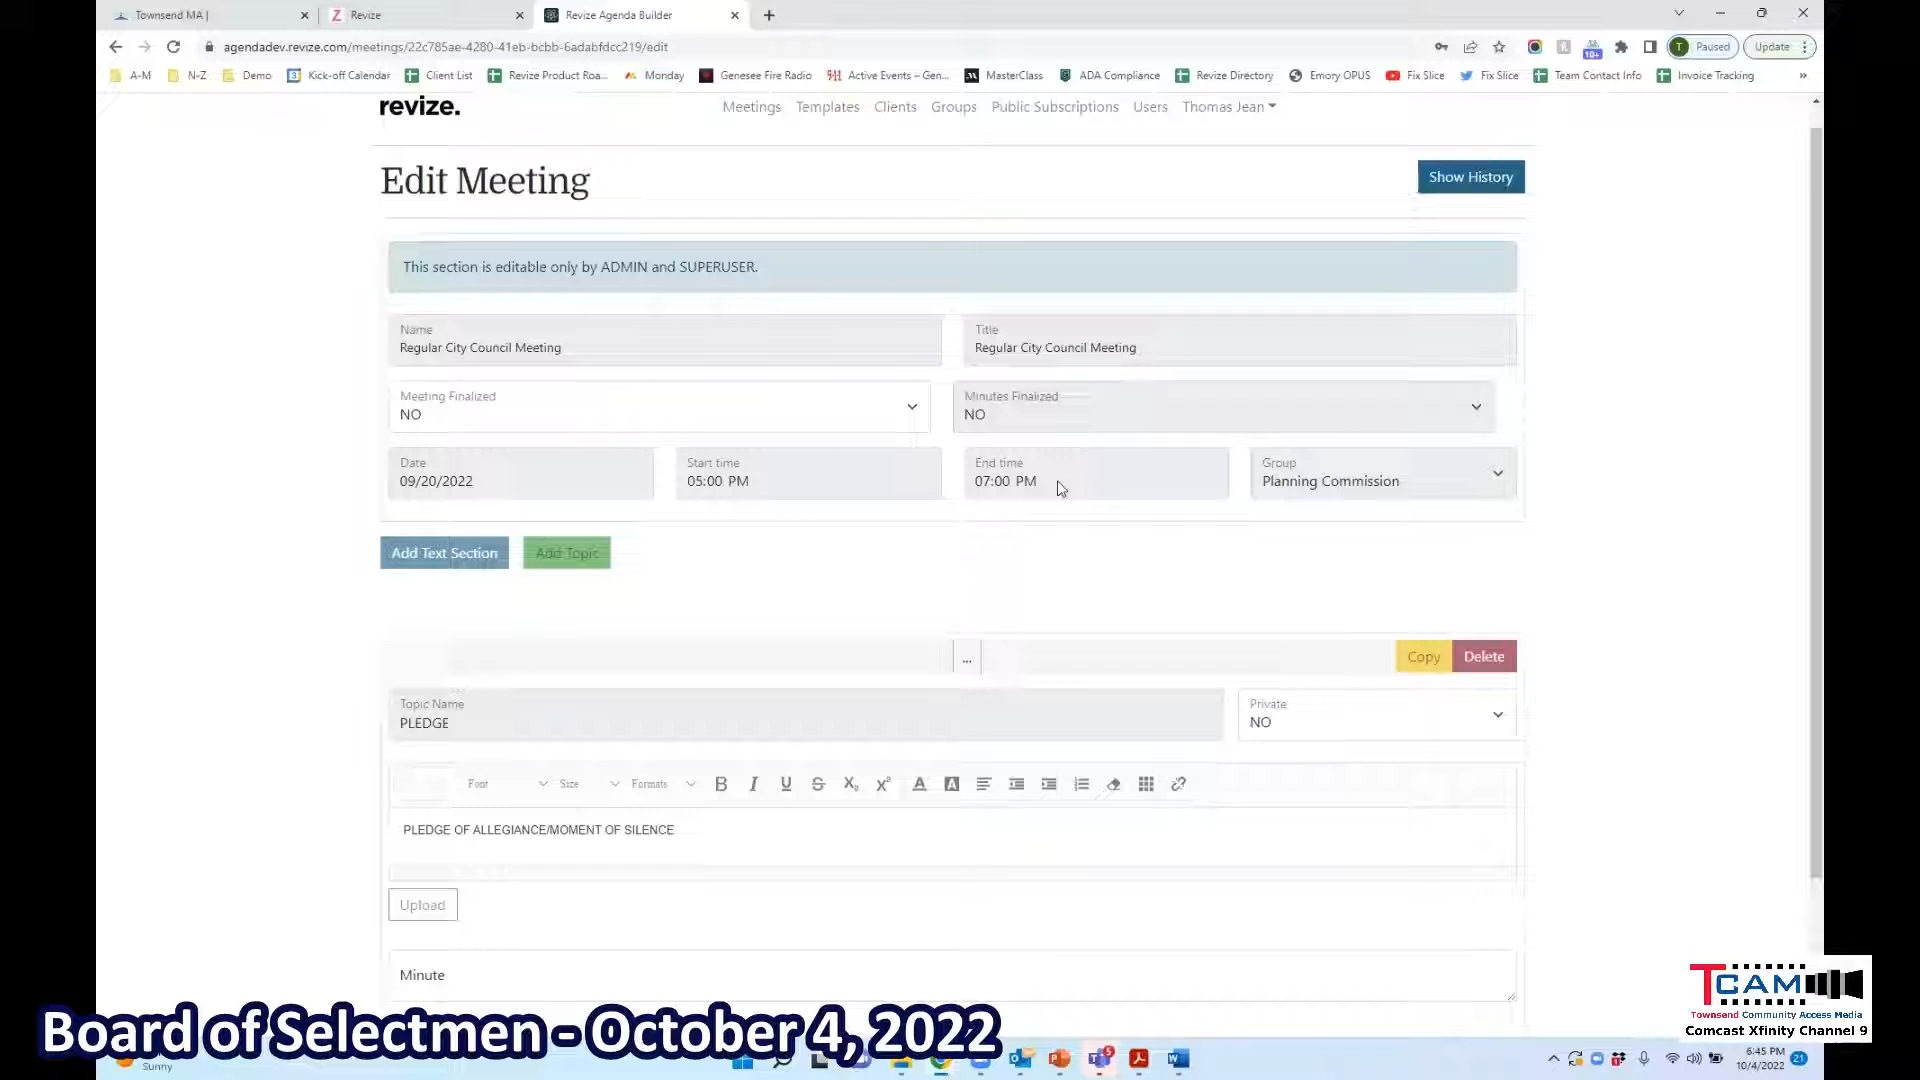 Townsend MA |
Revize
Revize Agenda Builder
agendadev.revize.com/meetings/22c785ae-4280-41eb-bcbb-6adabfdcc219/edit
T Paused
Update
A-M
N-Z
Demo
Kick-off Calendar
Client List
Revize Product Roa...
Monday
Genesee Fire Radio
Active Events – Gen...
MasterClass
ADA Compliance
Revize Directory
Emory OPUS
Fix Slice
Fix Slice
Team Contact Info
Invoice Tracking
»
revize.
Meetings Templates Clients Groups Public Subscriptions Users Thomas Jean
Edit Meeting
Show History
This section is editable only by ADMIN and SUPERUSER.
Name
Regular City Council Meeting
Title
Regular City Council Meeting
Meeting Finalized
NO
Minutes Finalized
NO
Date
09/20/2022
Start time
05:00 PM
End time
07:00 PM
Group
Planning Commission
Add Text Section
Add Topic
...
Copy
Delete
Topic Name
PLEDGE
Private
NO
Font
Size
Formats
PLEDGE OF ALLEGIANCE/MOMENT OF SILENCE
Upload
Minute
TCAM
Townsend Community Access Media
Comcast Xfinity Channel 9
Board of Selectmen - October 4, 2022
Sunny
6:45 PM
10/4/2022
21